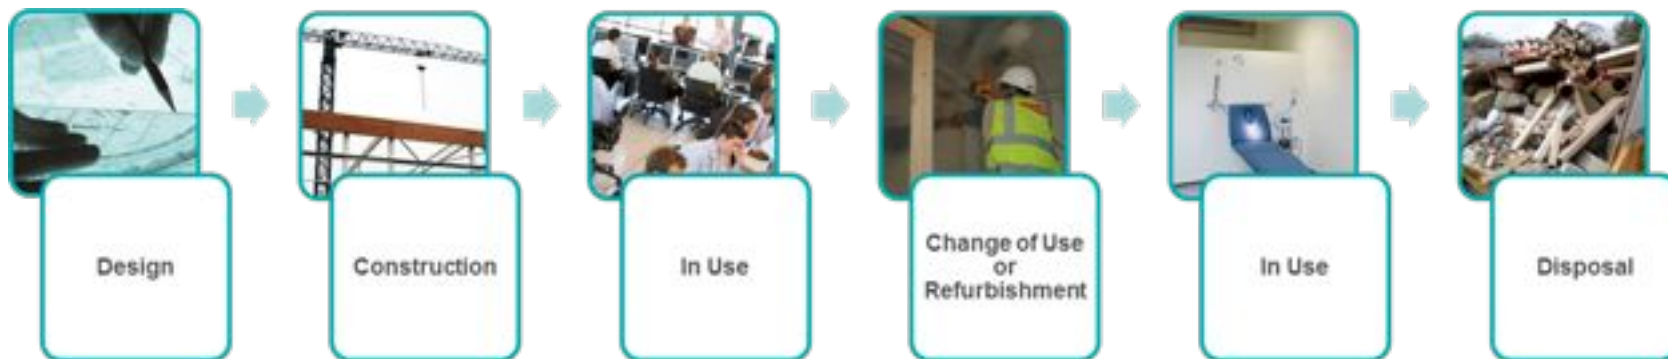 Design
Construction
In Use
Change of Use
or
Refurbishment
In Use
Disposal